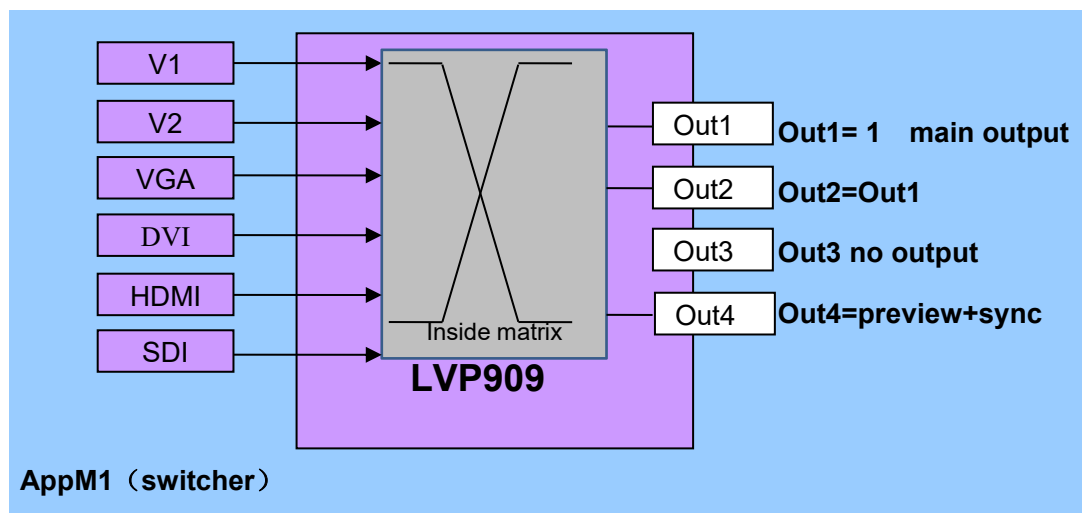 V1
V2
VGA
DVI
HDMI
SDI
Inside matrix
LVP909
Out1
Out1= 1 main output
Out2
Out2=Out1
Out3
Out3 no output
Out4
Out4=preview+sync
AppM1（switcher）